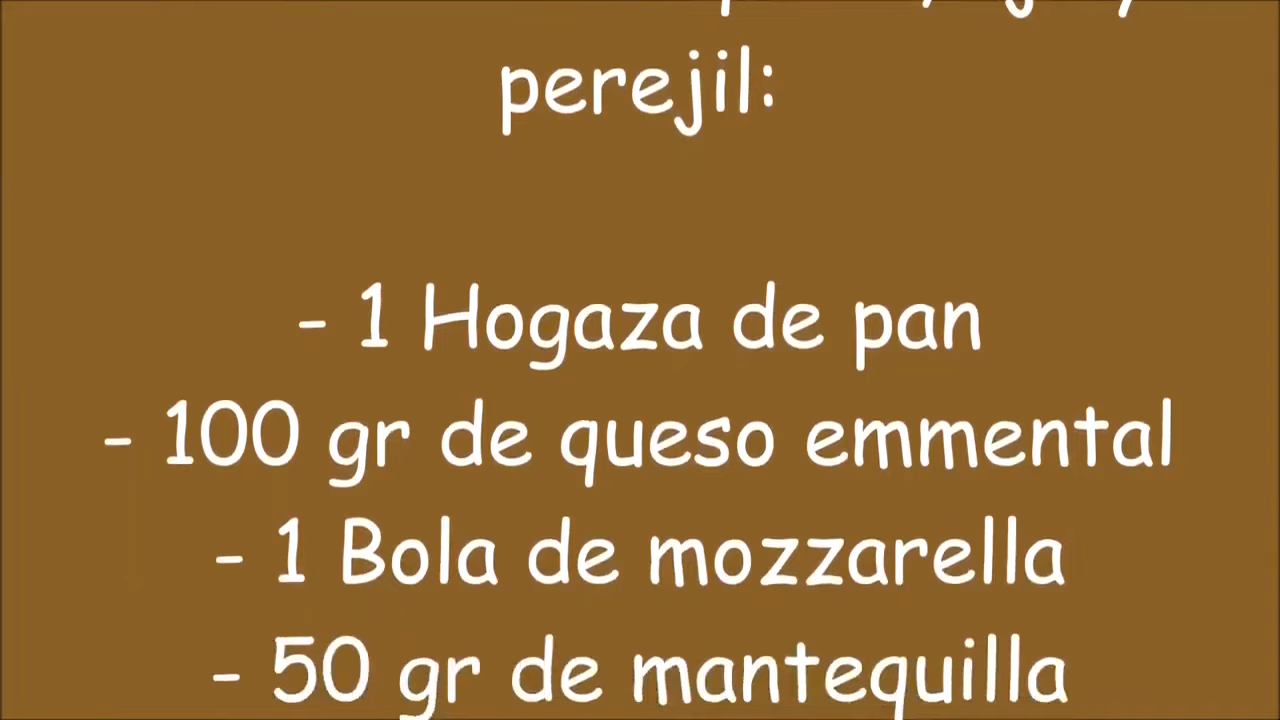 perejil:
- 1 Hogaza de pan
- 100 gr de queso emmental
- 1 Bola de mozzarella
- 50 gr de mantequilla